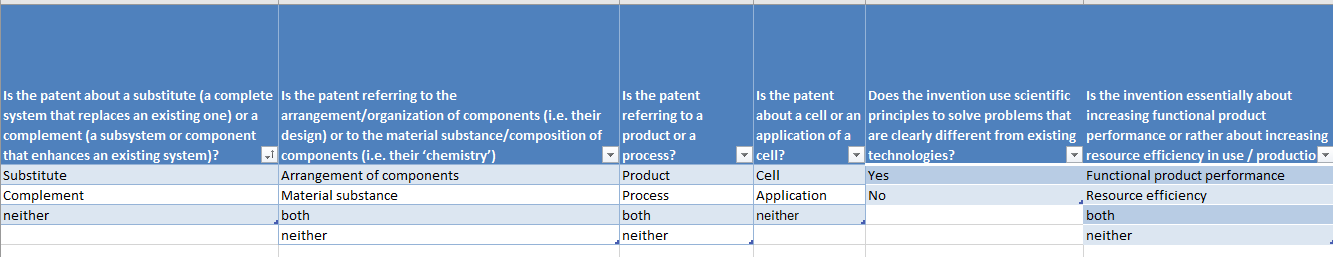 Is the patent about a substitute (a complete
system that replaces an existing one) or a
complement (a subsystem or component
that enhances an existing system)?
Is the patent referring to the
arrangement/organization of components (i.e. their
design) or to the material substance/composition of
components (i.e. their ‘chemistry’)
Is the patent
referring to a
product or a
process?
Is the patent
about a cell or an
application of a
cell?
Does the invention use scientific
principles to solve problems that
are clearly different from existing
technologies?
Is the invention essentially about
increasing functional product
performance or rather about increasing
resource efficiency in use / productio
Substitute Arrangement of components Product Cell Yes Functional product performance
Complement Material substance Process Application No Resource efficiency
neither both both neither both
neither neither neither